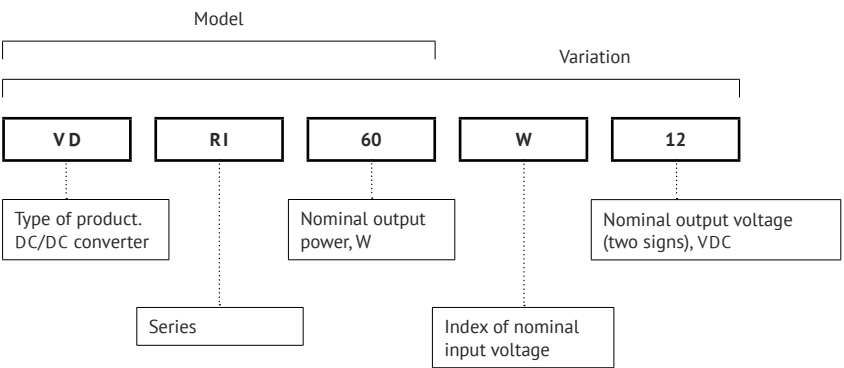 Model
Variation
VD
RI
60
W
12
Type of product.
DC/DC converter
Nominal output
power, W
Nominal output voltage
(two signs), VDC
Series
Index of nominal
input voltage